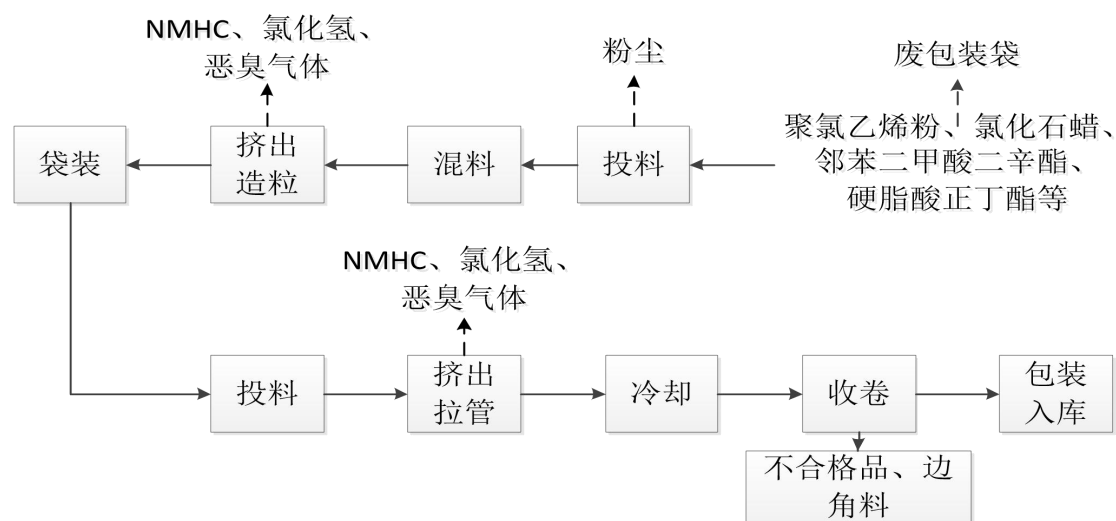 NMHC、氯化氢、
恶臭气体
粉尘
废包装袋
聚氯乙烯粉、氯化石蜡、
邻苯二甲酸二辛酯、
硬脂酸正丁酯等
投料
混料
挤出
造粒
袋装
NMHC、氯化氢、
恶臭气体
投料
挤出
拉管
冷却
收卷
包装
入库
不合格品、边
角料